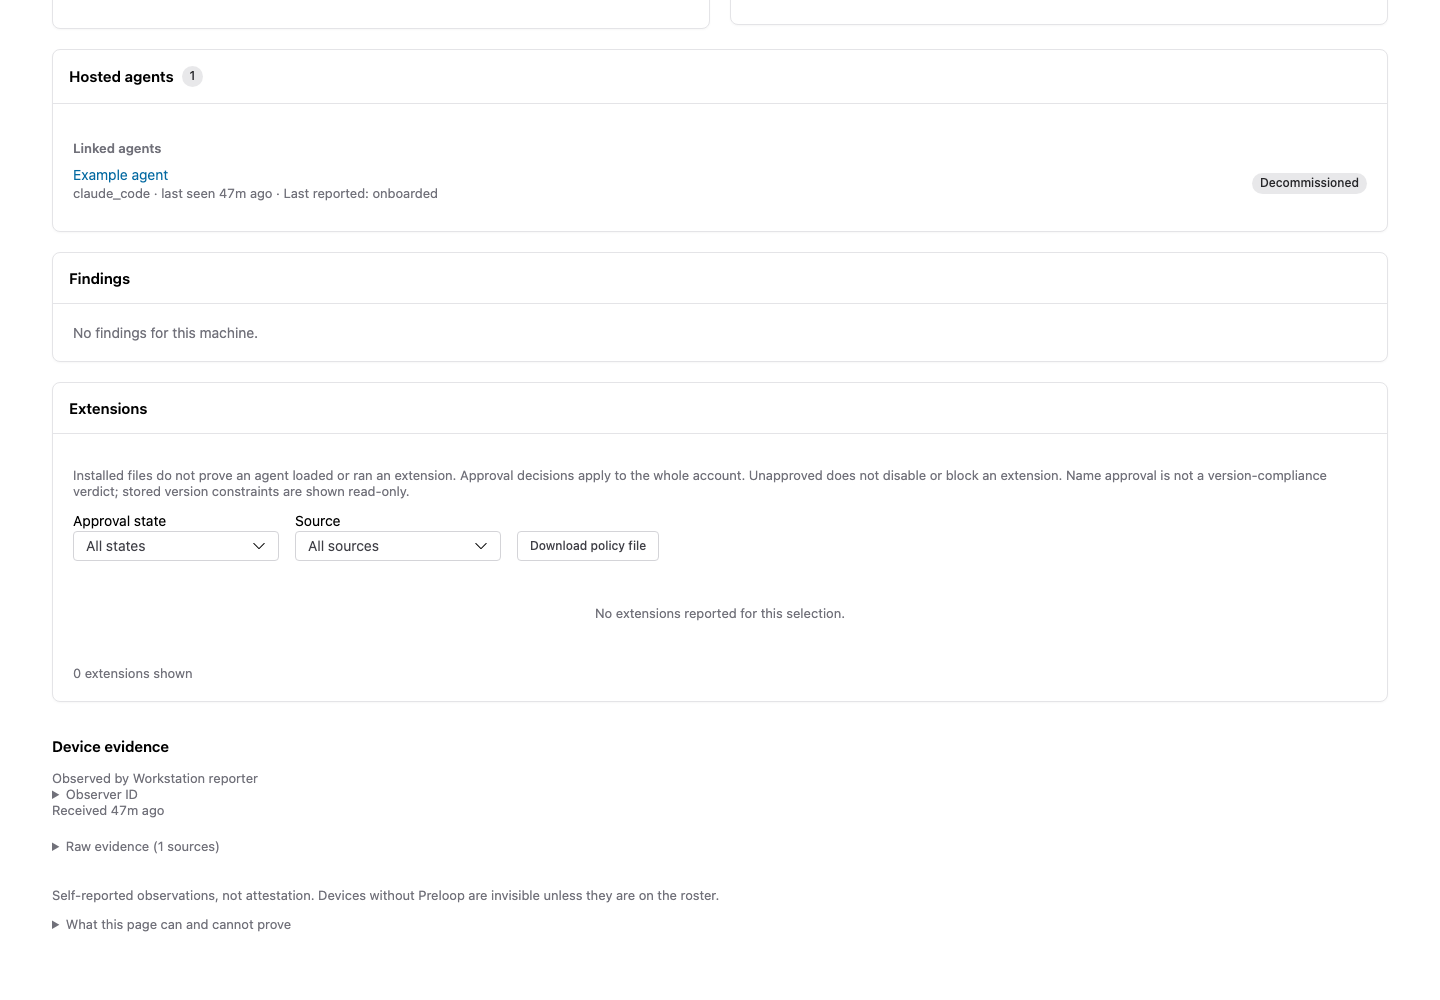 Hosted agents 1
Linked agents
Example agent
claude_code · last seen 47m ago · Last reported: onboarded
Decommissioned
Findings
No findings for this machine.
Extensions
Installed files do not prove an agent loaded or ran an extension. Approval decisions apply to the whole account. Unapproved does not disable or block an extension. Name approval is not a version-compliance
verdict; stored version constraints are shown read-only.
Approval state
All states
Source
All sources
Download policy file
No extensions reported for this selection.
0 extensions shown
Device evidence
Observed by Workstation reporter
Observer ID
Received 47m ago
Raw evidence (1 sources)
Self-reported observations, not attestation. Devices without Preloop are invisible unless they are on the roster.
What this page can and cannot prove